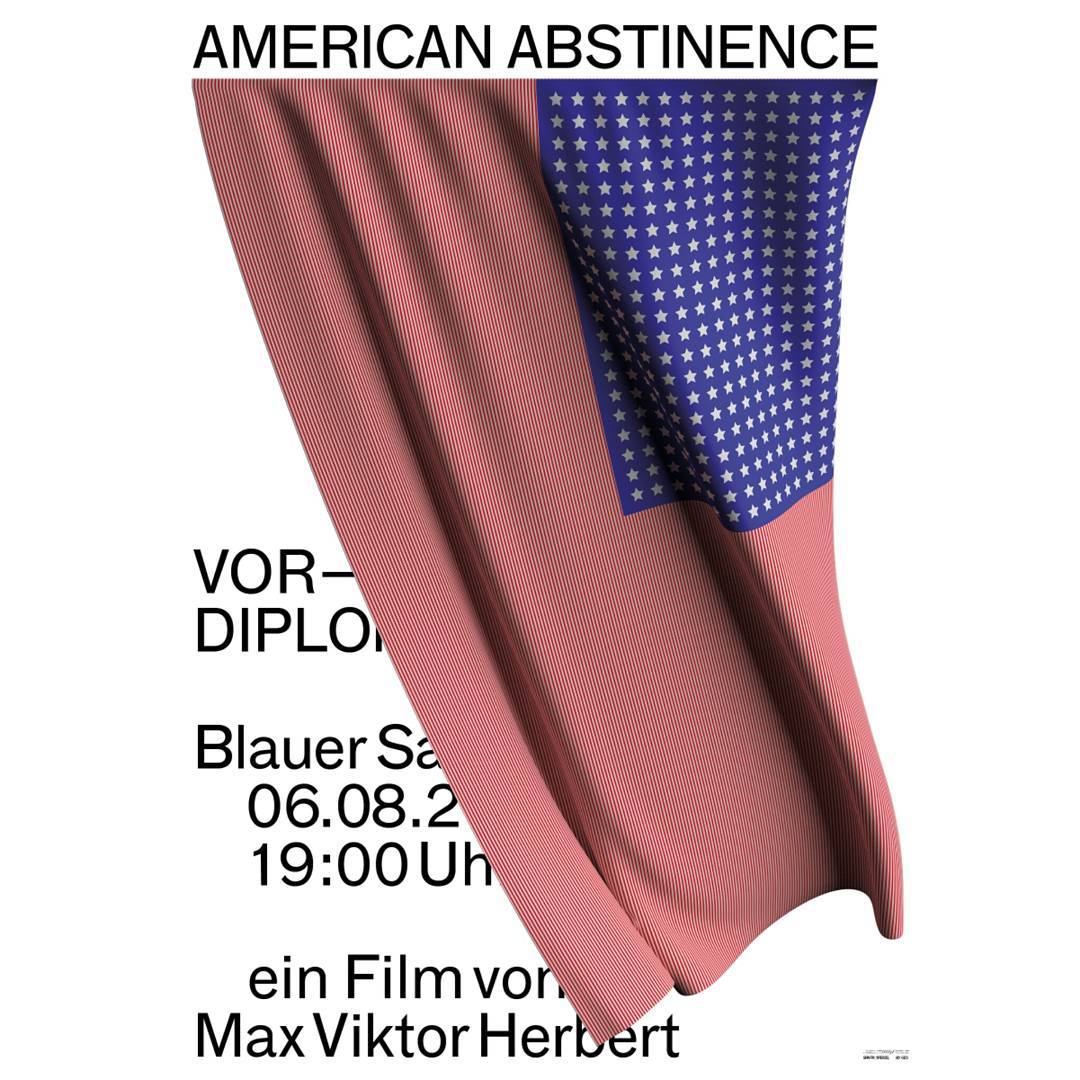 AMERICAN ABSTINENCE
VOR–
DIPLO
Blauer Sa
06.08.2
19:00 Uh
ein Film von
Max Viktor Herbert